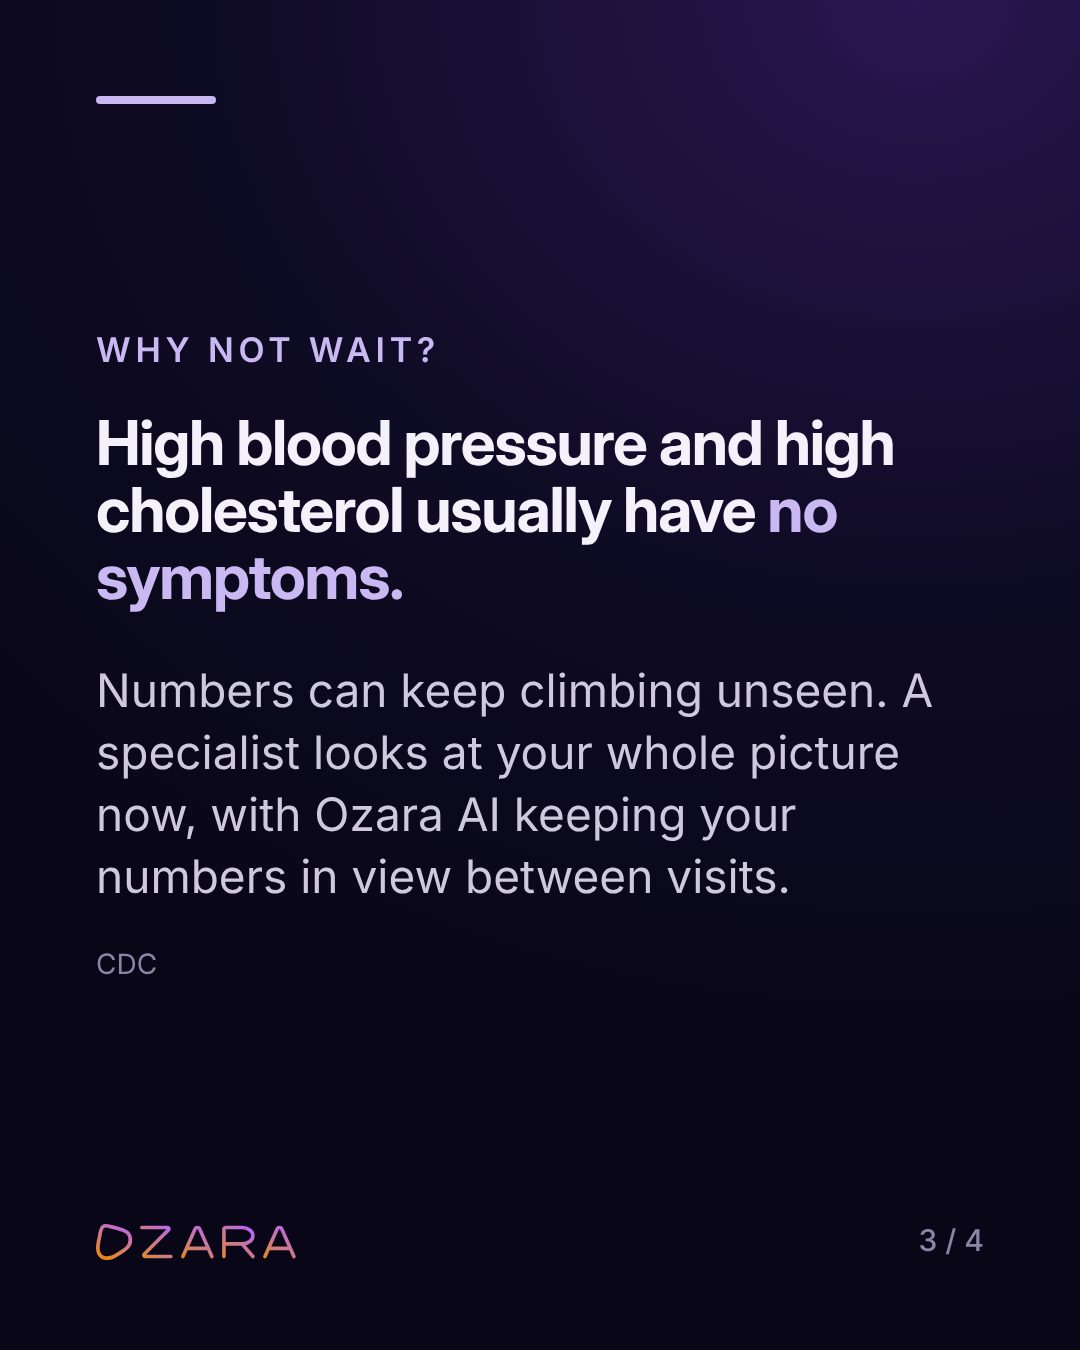 WHY NOT WAIT?
High blood pressure and high
cholesterol usually have no
symptoms.
Numbers can keep climbing unseen. A
specialist looks at your whole picture
now, with Ozara AI keeping your
numbers in view between visits.
CDC
OZARA
3 / 4